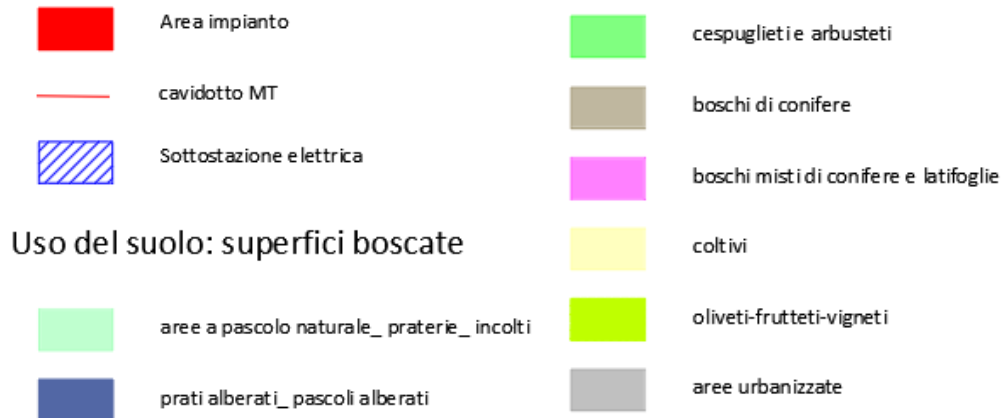 Area impianto
cavidotto MT
Sottostazione elettrica
Uso del suolo: superfici boscate
aree a pascolo naturale_ praterie_ incolti
prati alberati_ pascoli alberati
cespuglieti e arbusteti
boschi di conifere
boschi misti di conifere e latifoglie
coltivi
oliveti-frutteti-vigneti
aree urbanizzate